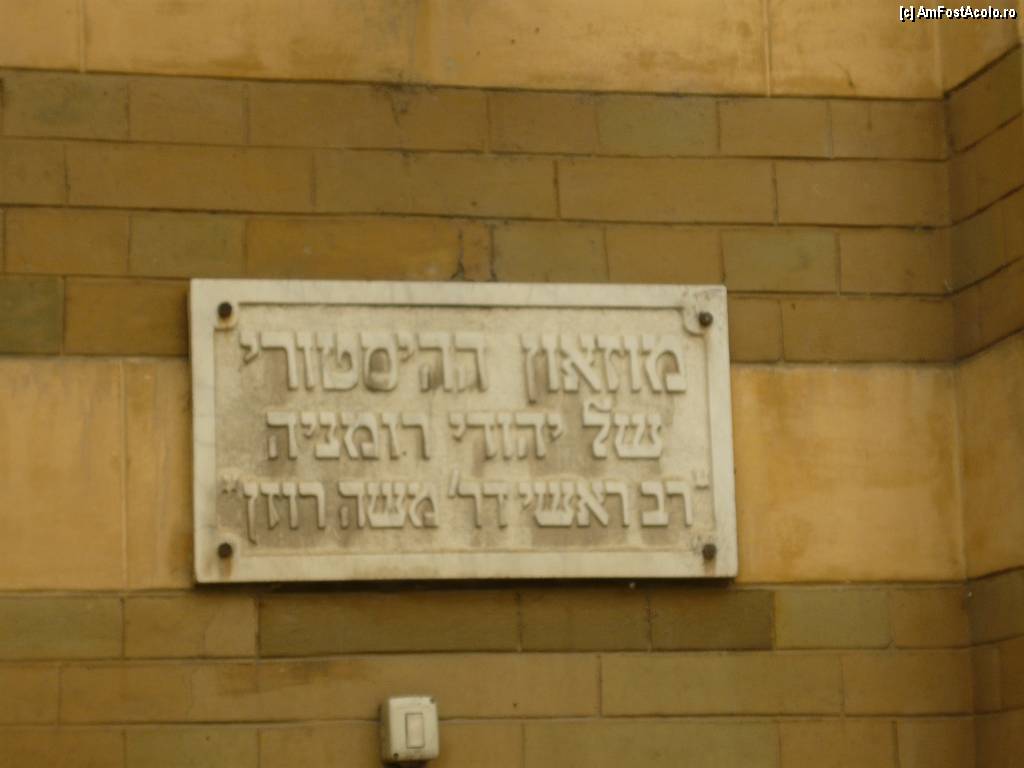 [c] AmFostAcolo.ro
מוזאון ההיסטורי
של יהודי רומניה
"רב ראשי דר' משה רוזן"